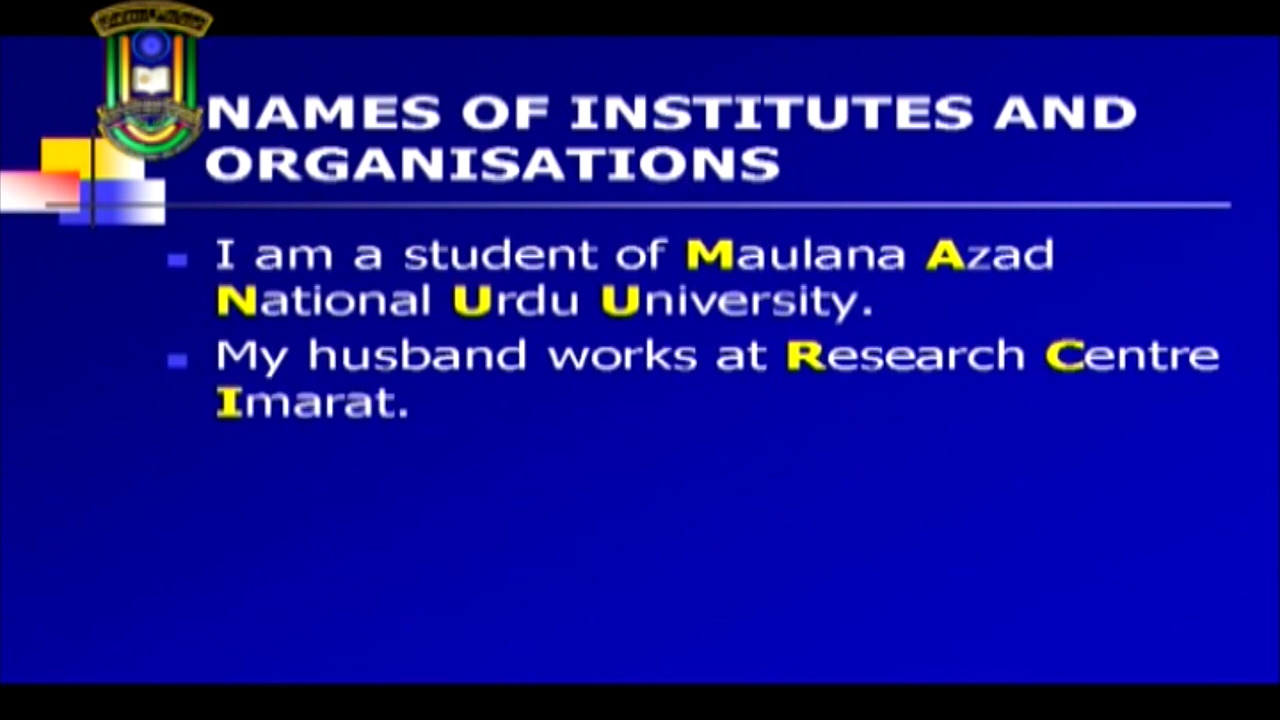 NAMES OF INSTITUTES AND
ORGANISATIONS
I am a student of Maulana Azad
National Urdu University.
My husband works at Research Centre
Imarat.